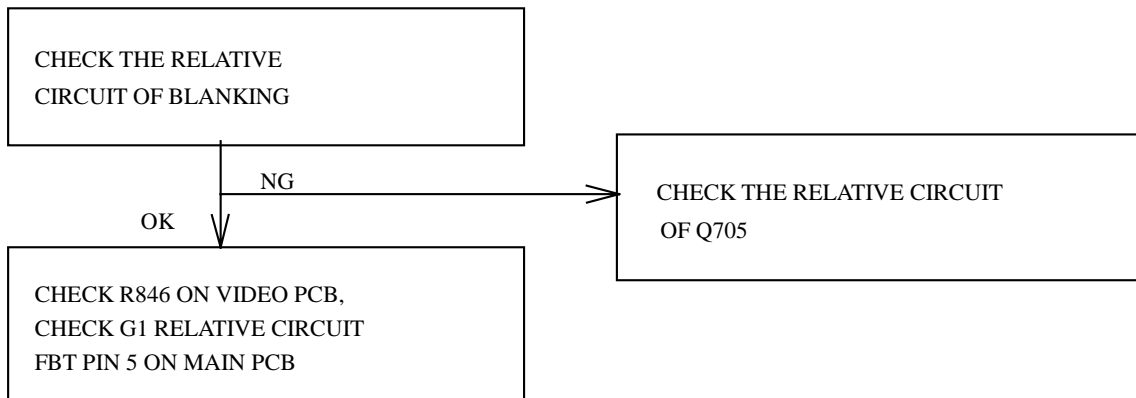 CHECK THE RELATIVE
CIRCUIT OF BLANKING
NG
OK
CHECK THE RELATIVE CIRCUIT
OF Q705
CHECK R846 ON VIDEO PCB,
CHECK G1 RELATIVE CIRCUIT
FBT PIN 5 ON MAIN PCB